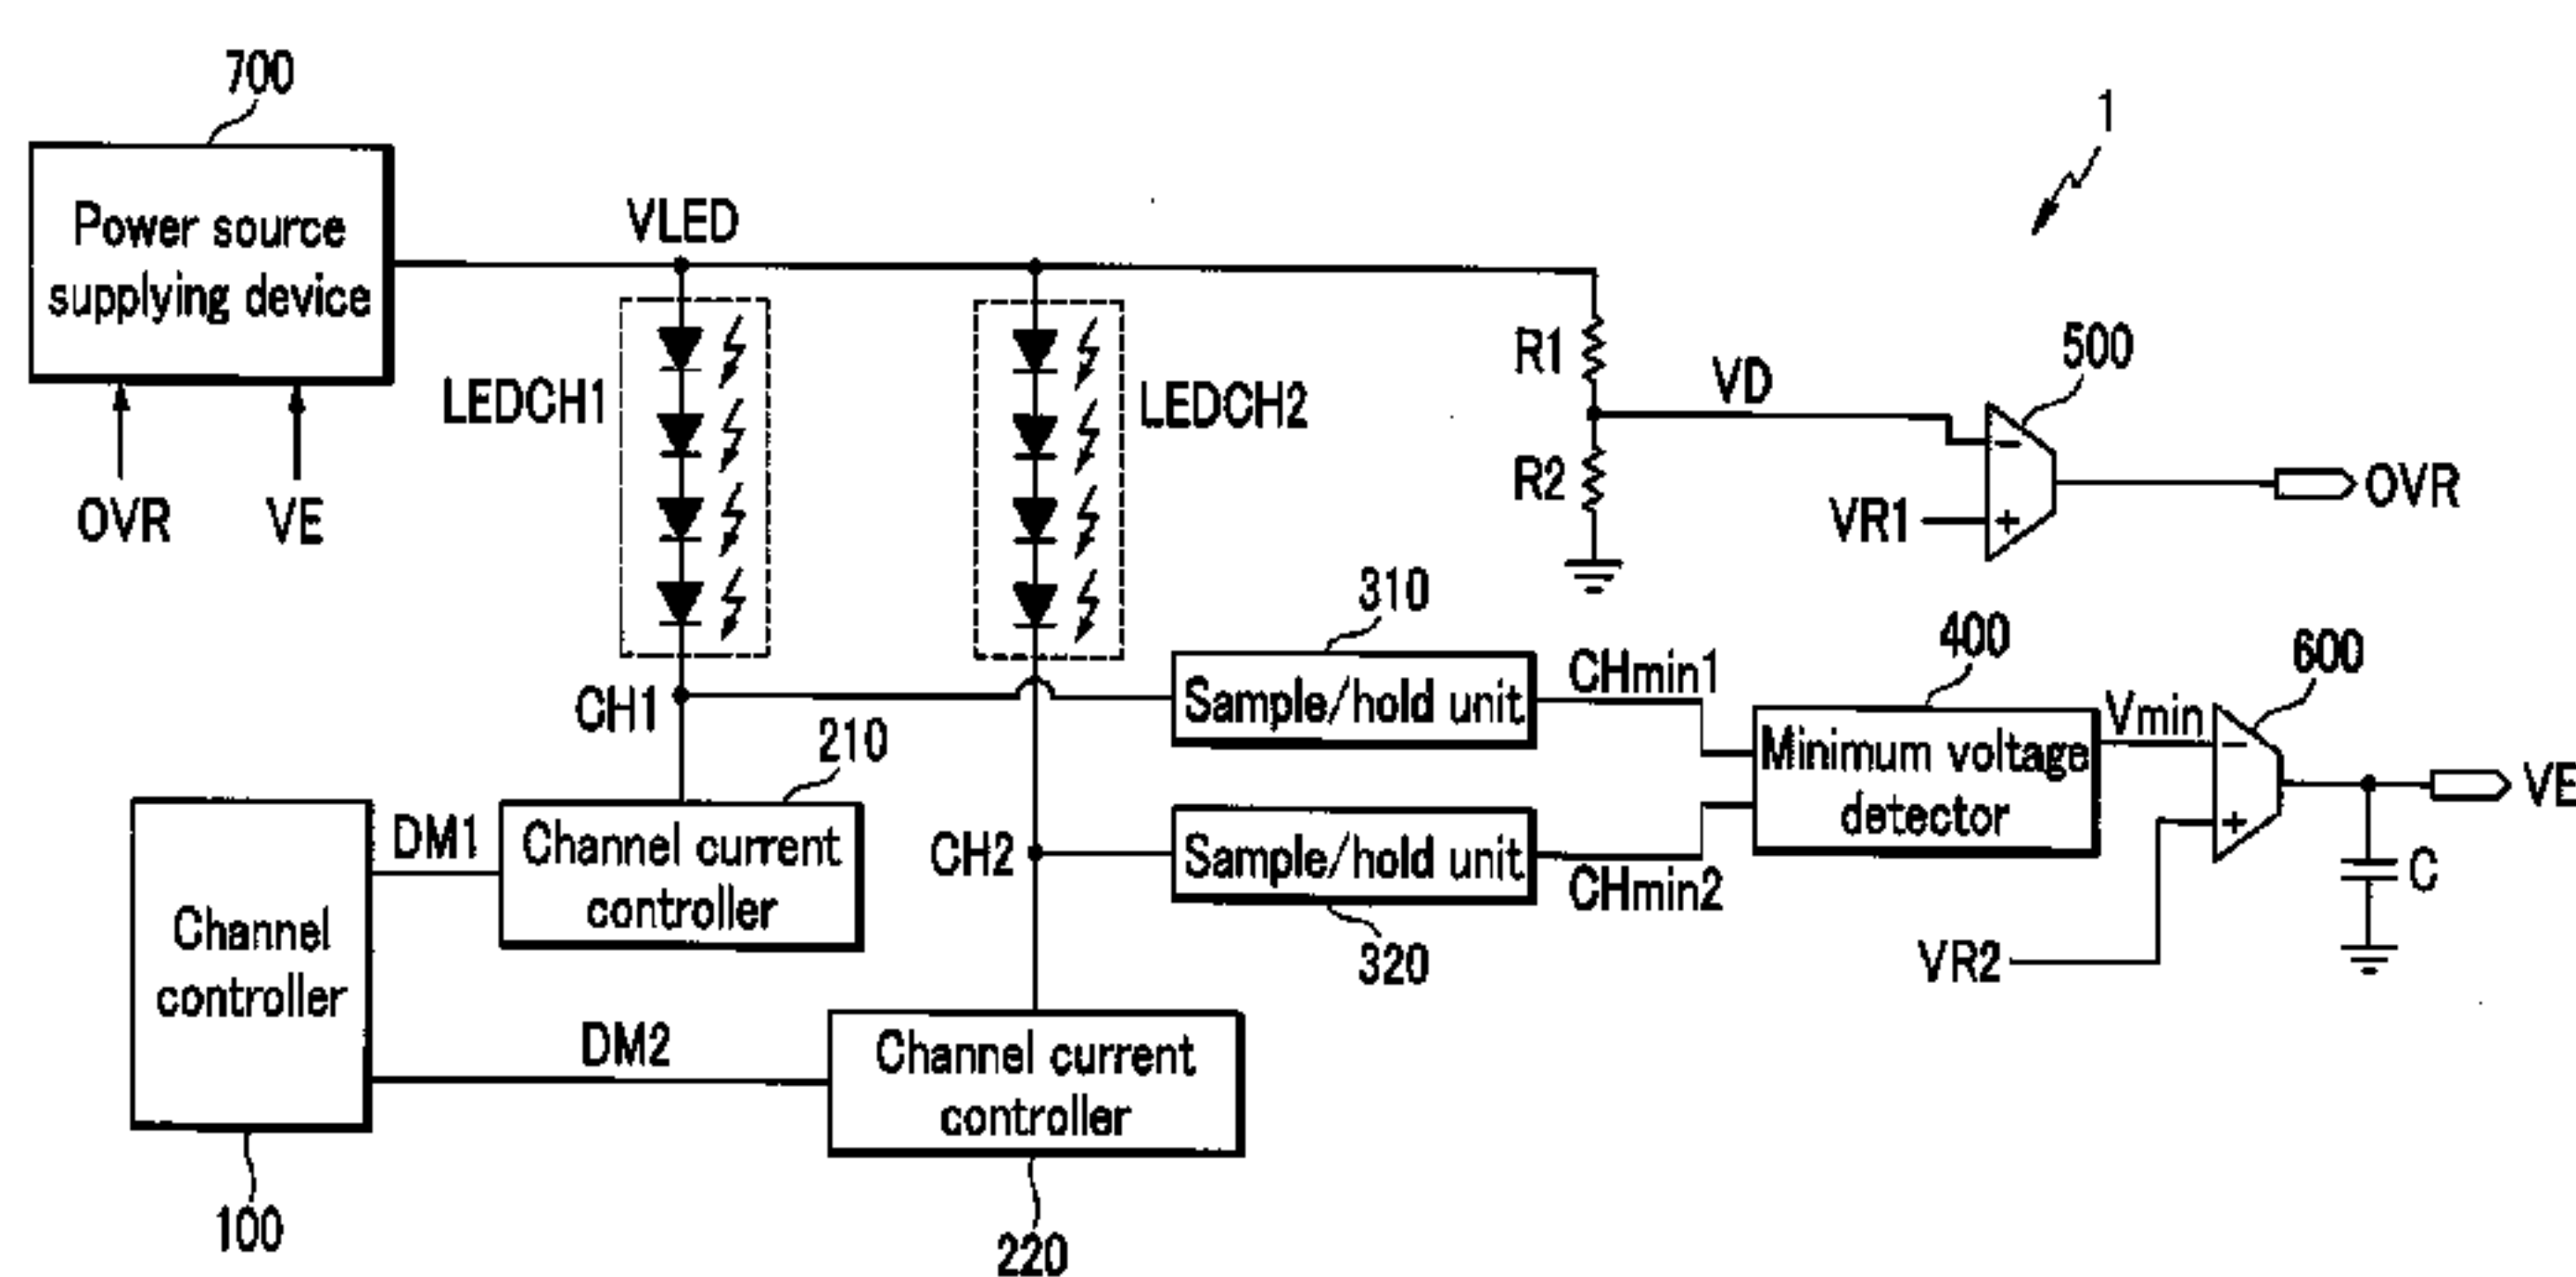 700
1
Power source
supplying device
VLED
OVR
VE
LEDCH1
LEDCH2
R1
R2
VD
500
VR1
OVR
310
Sample/hold unit
CHmin1
400
Minimum voltage
detector
Vmin
600
VE
C
VR2
CH1
210
Channel current
controller
DM1
Channel
controller
100
CH2
Sample/hold unit
CHmin2
320
DM2
Channel current
controller
220